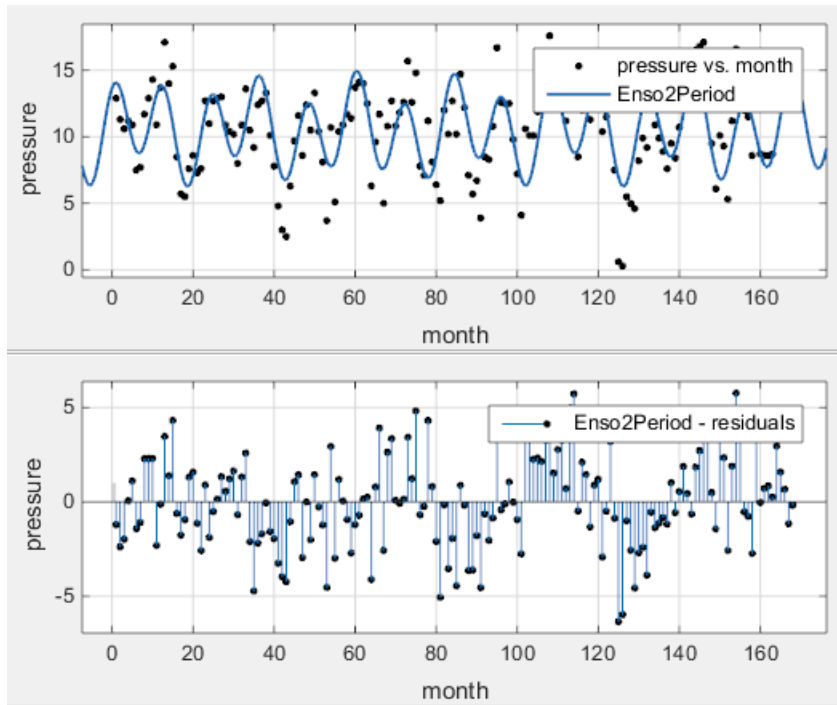 pressure
15
10
5
0
pressure vs. month
Enso2Period
0 20 40 60 80 100 120 140 160
month
pressure
5
0
-5
Enso2Period - residuals
0 20 40 60 80 100 120 140 160
month